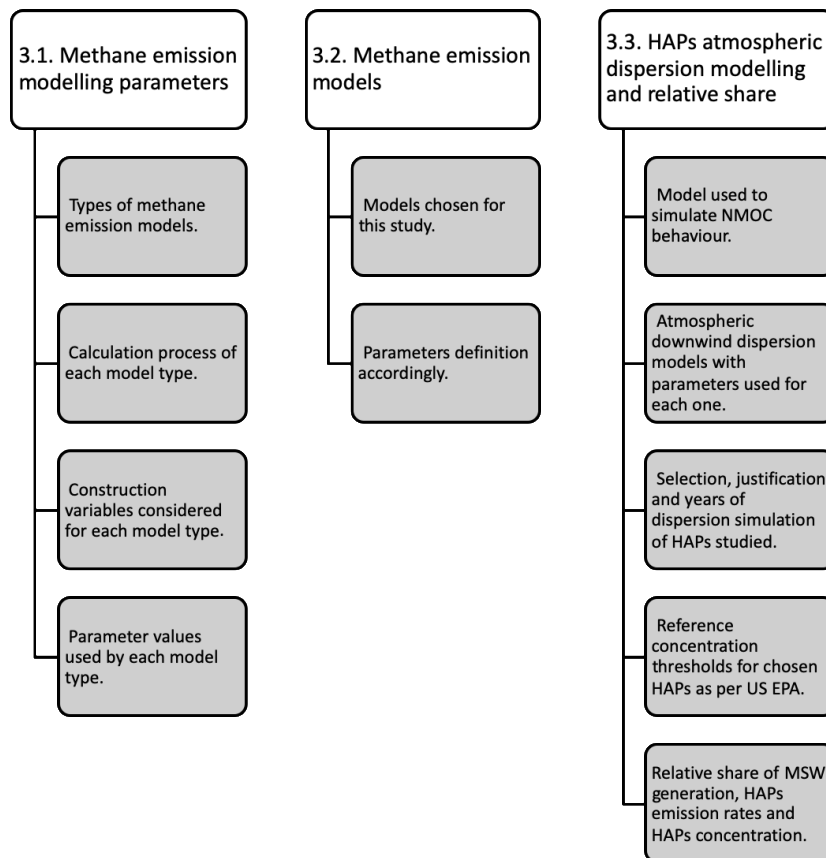 3.1. Methane emission
modelling parameters
Types of methane
emission models.
Calculation process of
each model type.
Construction
variables considered
for each model type.
Parameter values
used by each model
type.
3.2. Methane emission
models
Models chosen for
this study.
Parameters definition
accordingly.
3.3. HAPs atmospheric
dispersion modelling
and relative share
Model used to
simulate NMOC
behaviour.
Atmospheric
downwind dispersion
models with
parameters used for
each one.
Selection, justification
and years of
dispersion simulation
of HAPs studied.
Reference
concentration
thresholds for chosen
HAPs as per US EPA.
Relative share of MSW
generation, HAPs
emission rates and
HAPs concentration.